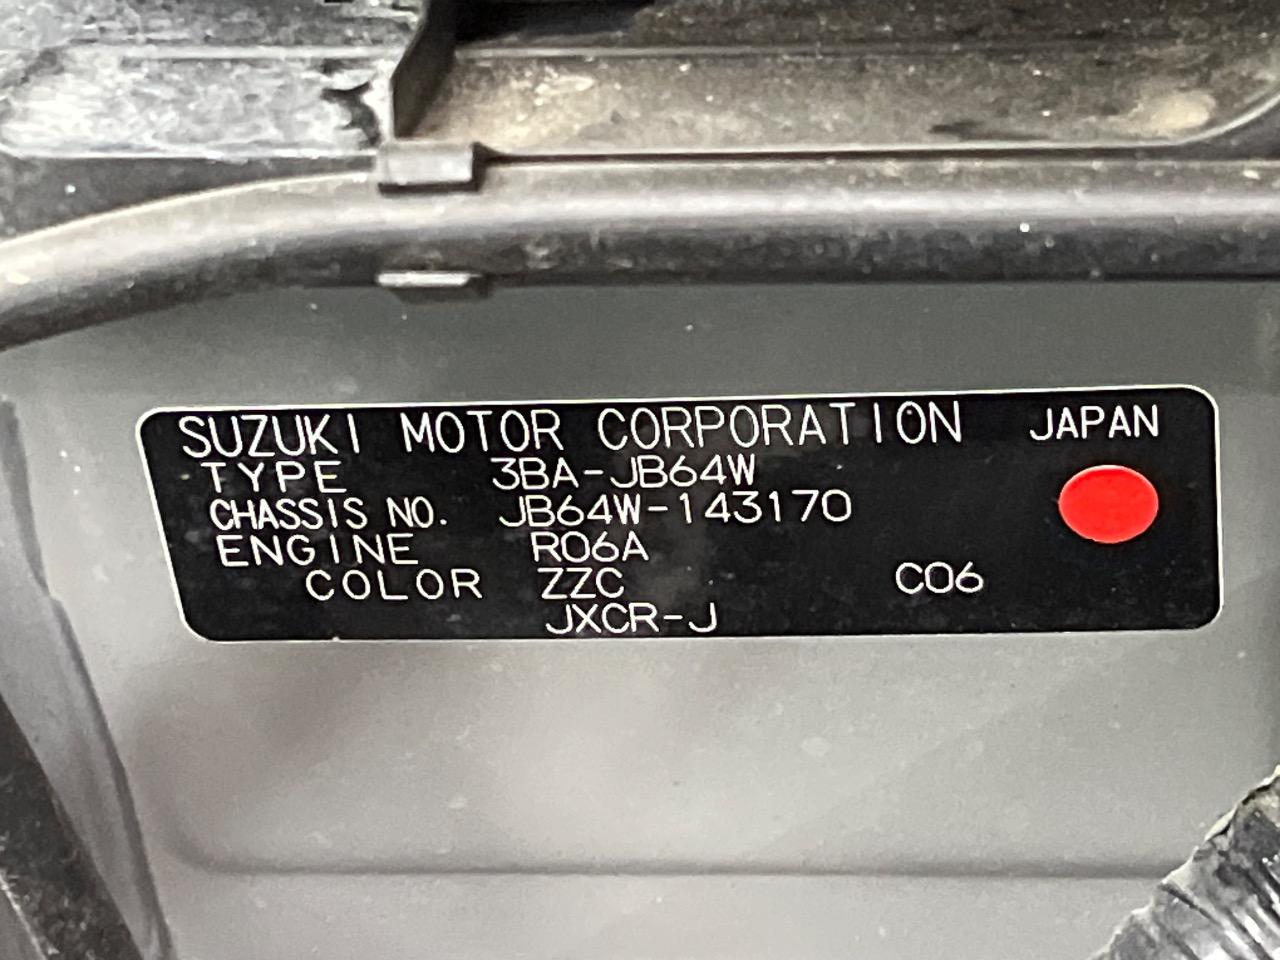 SUZUKI MOTOR CORPORATION JAPAN
TYPE 3BA-JB64W
CHASSIS NO. JB64W-143170
ENGINE R06A
COLOR ZZC C06
JXCR-J